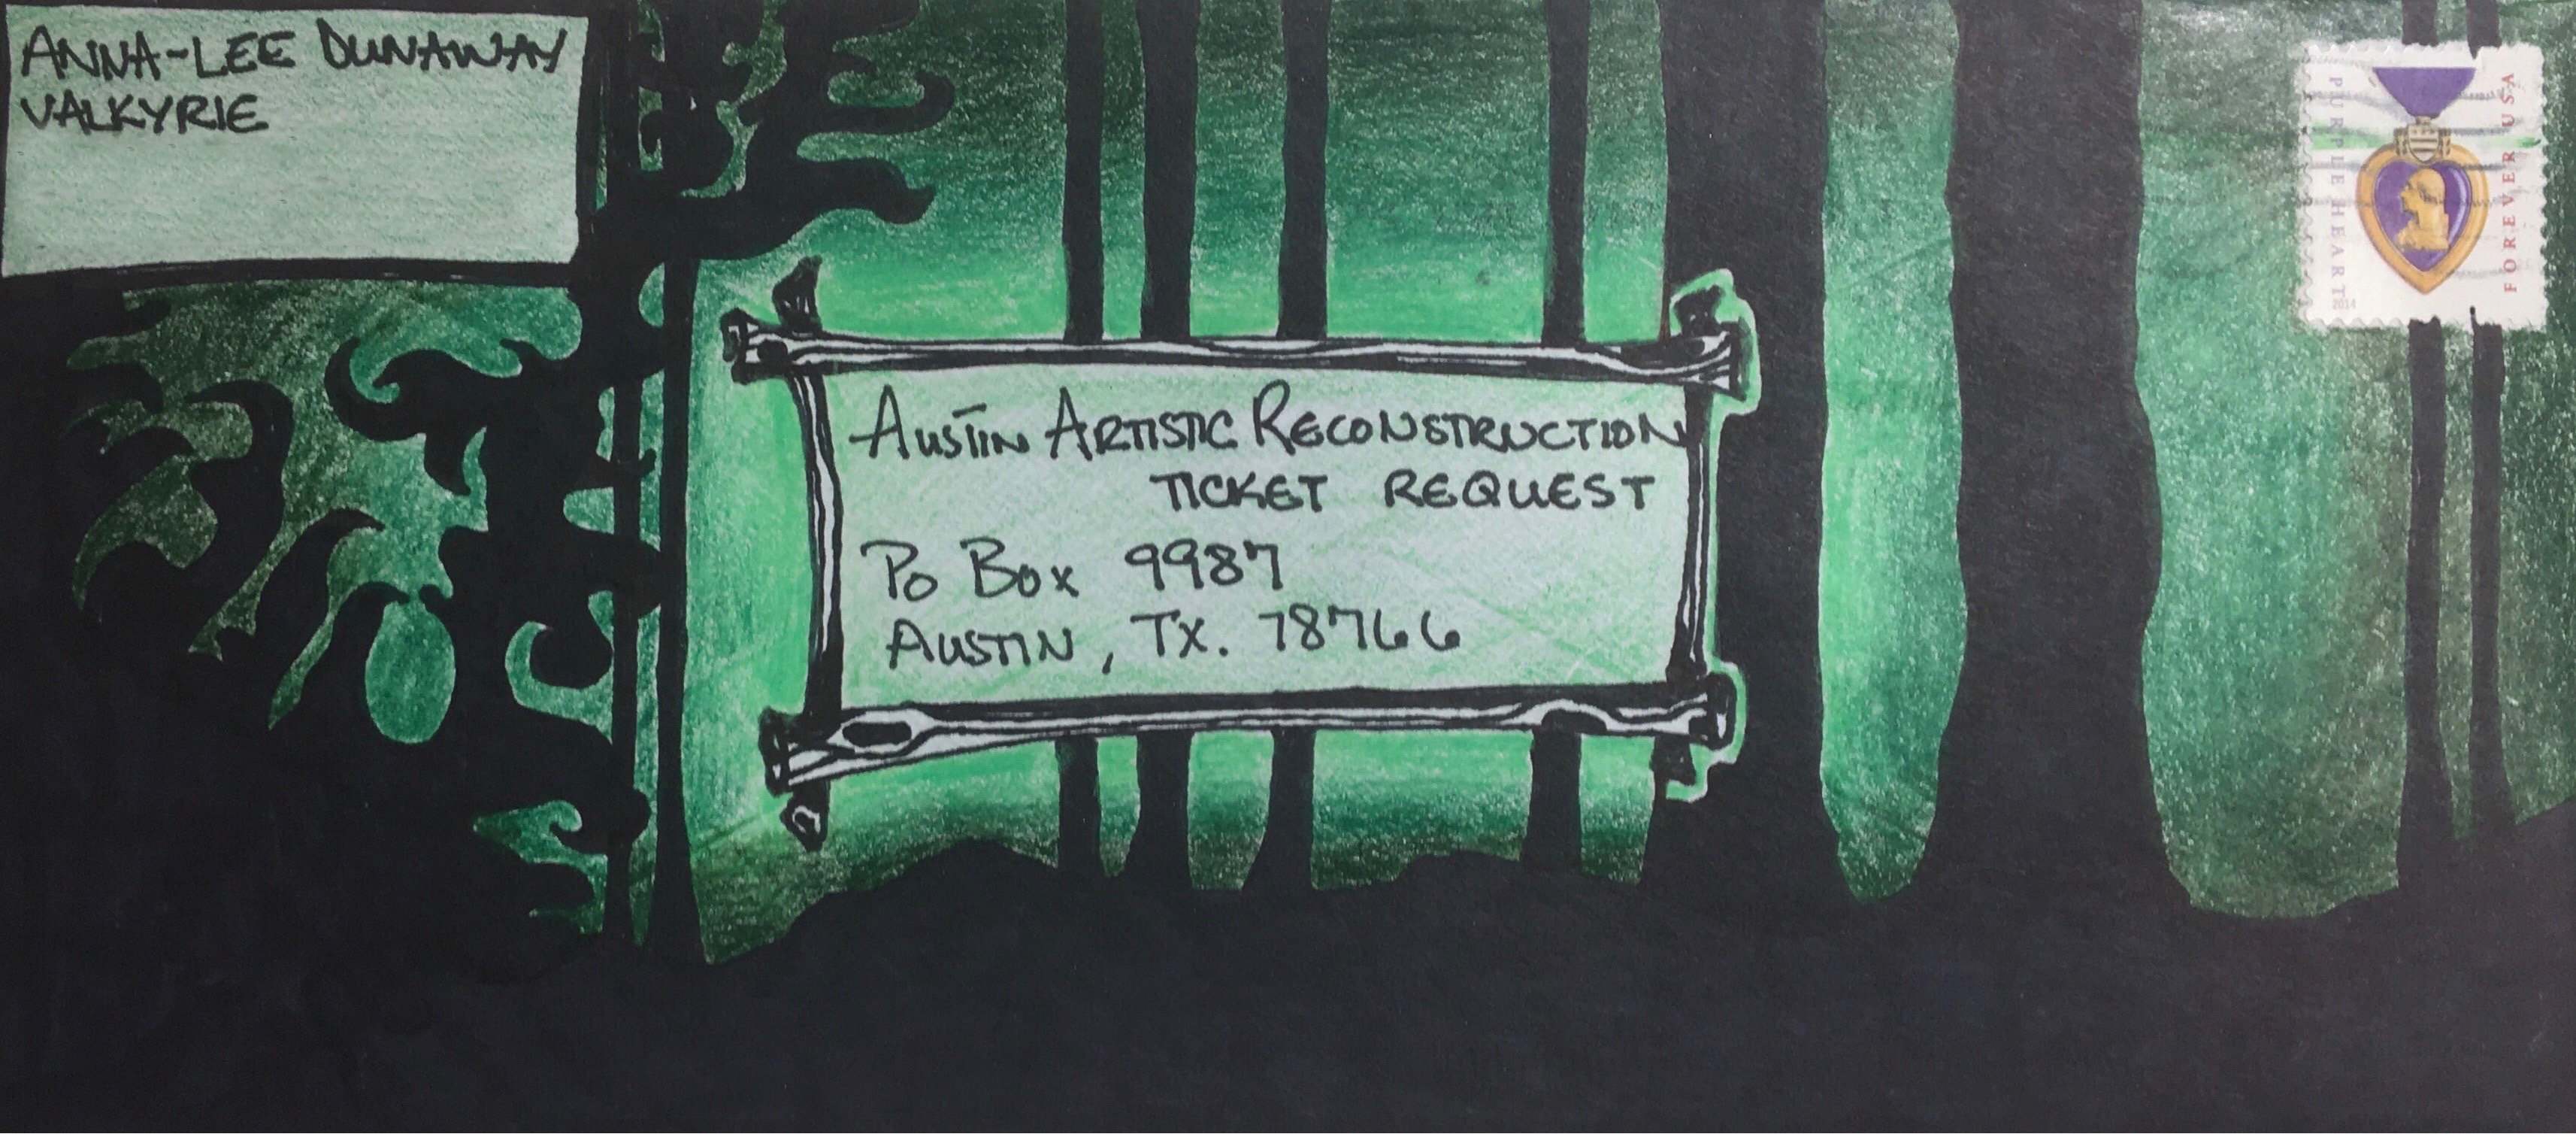 ANNA-LEE DUNAWAY
VALKYRIE
AUSTIN ARTISTIC RECONSTRUCTION
TICKET REQUEST
PO BOX 9987
AUSTIN, TX. 78766
PURPLE HEART
2014
FOREVER USA